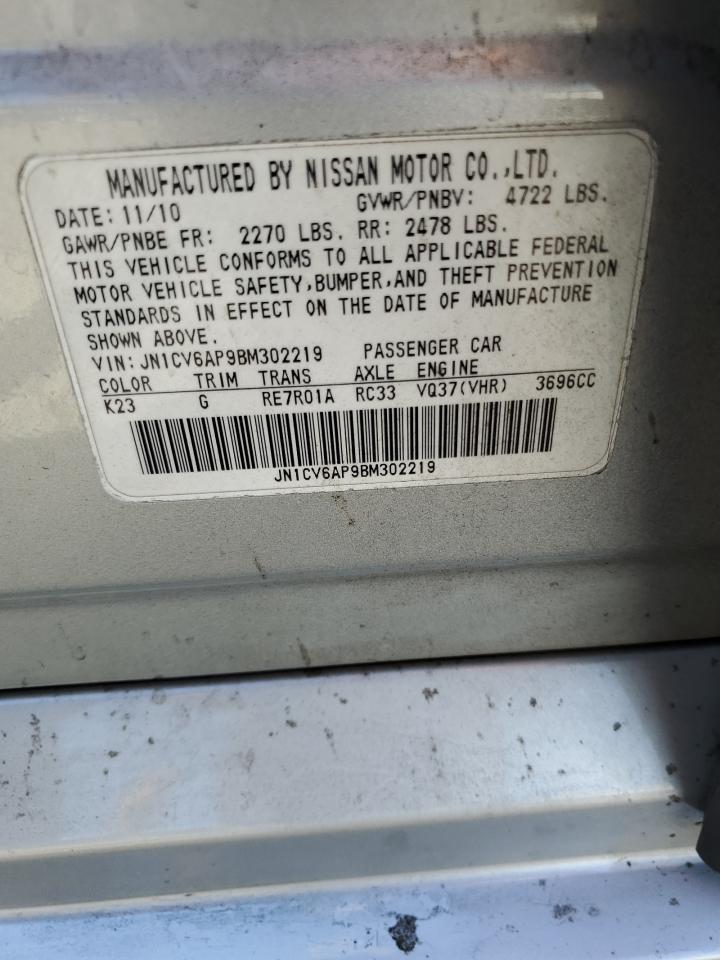 MANUFACTURED BY NISSAN MOTOR CO.,LTD.
DATE: 11/10 GVWR/PNBV: 4722 LBS.
GAWR/PNBE FR: 2270 LBS. RR: 2478 LBS.
THIS VEHICLE CONFORMS TO ALL APPLICABLE FEDERAL
MOTOR VEHICLE SAFETY,BUMPER,AND THEFT PREVENTION
STANDARDS IN EFFECT ON THE DATE OF MANUFACTURE
SHOWN ABOVE.
VIN: JN1CV6AP9BM302219 PASSENGER CAR
COLOR TRIM TRANS AXLE ENGINE
K23 G RE7R01A RC33 VQ37(VHR) 3696CC
JN1CV6AP9BM302219